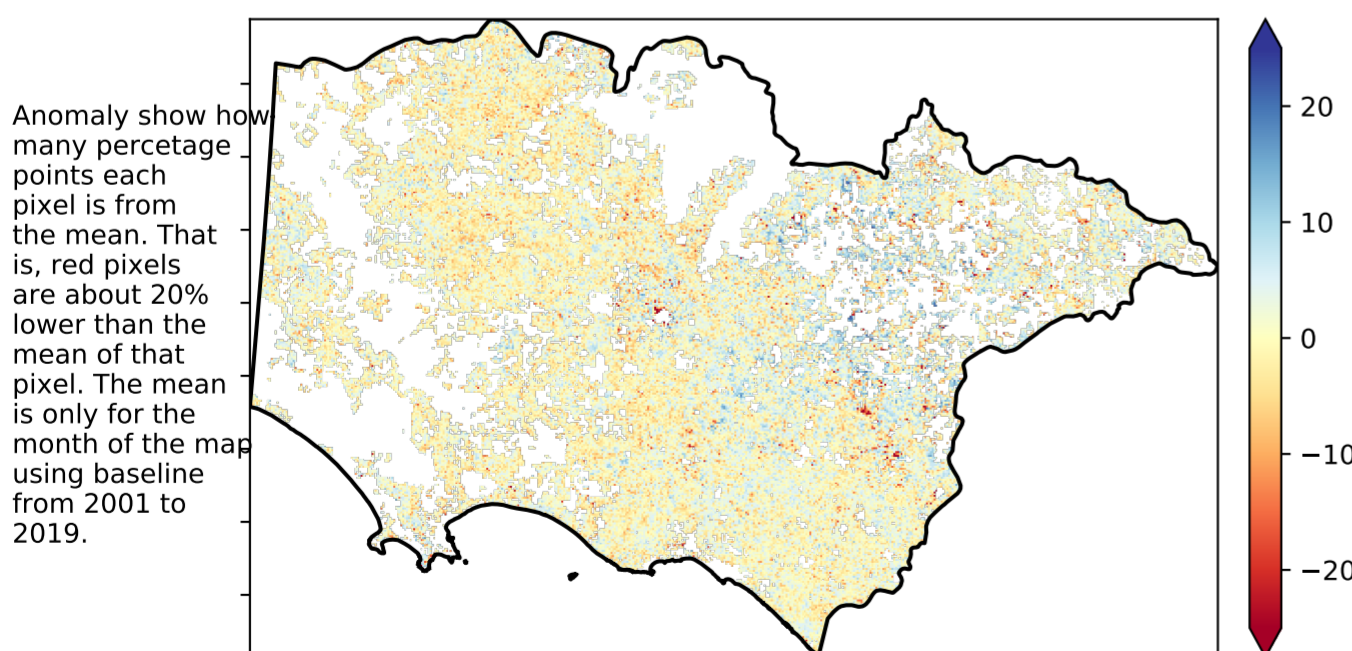 Anomaly show how
many percetage
points each
pixel is from
the mean. That
is, red pixels
are about 20%
lower than the
mean of that
pixel. The mean
is only for the
month of the map
using baseline
from 2001 to
2019.
20
10
0
−10
−20